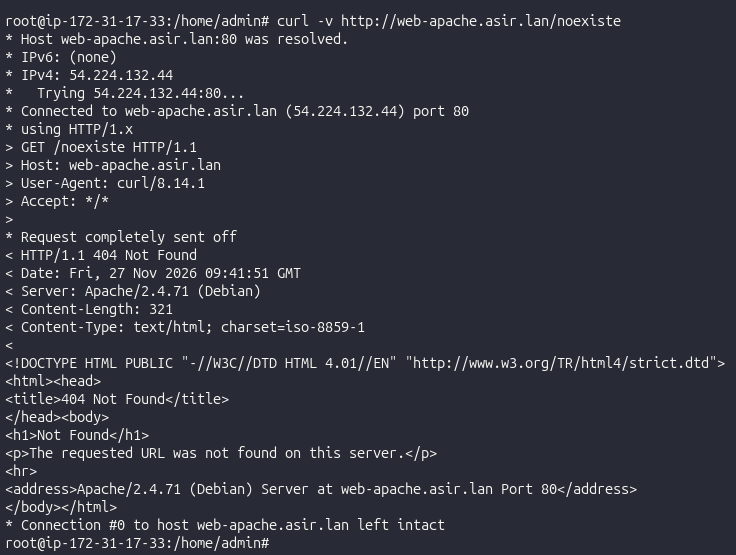 root@ip-172-31-17-33:/home/admin# curl -v http://web-apache.asir.lan/noexiste
* Host web-apache.asir.lan:80 was resolved.
* IPv6: (none)
* IPv4: 54.224.132.44
*   Trying 54.224.132.44:80...
* Connected to web-apache.asir.lan (54.224.132.44) port 80
* using HTTP/1.x
> GET /noexiste HTTP/1.1
> Host: web-apache.asir.lan
> User-Agent: curl/8.14.1
> Accept: */*
>
* Request completely sent off
< HTTP/1.1 404 Not Found
< Date: Fri, 27 Nov 2026 09:41:51 GMT
< Server: Apache/2.4.71 (Debian)
< Content-Length: 321
< Content-Type: text/html; charset=iso-8859-1
<
<!DOCTYPE HTML PUBLIC "-//W3C//DTD HTML 4.01//EN" "http://www.w3.org/TR/html4/strict.dtd">
<html><head>
<title>404 Not Found</title>
</head><body>
<h1>Not Found</h1>
<p>The requested URL was not found on this server.</p>
<hr>
<address>Apache/2.4.71 (Debian) Server at web-apache.asir.lan Port 80</address>
</body></html>
* Connection #0 to host web-apache.asir.lan left intact
root@ip-172-31-17-33:/home/admin#